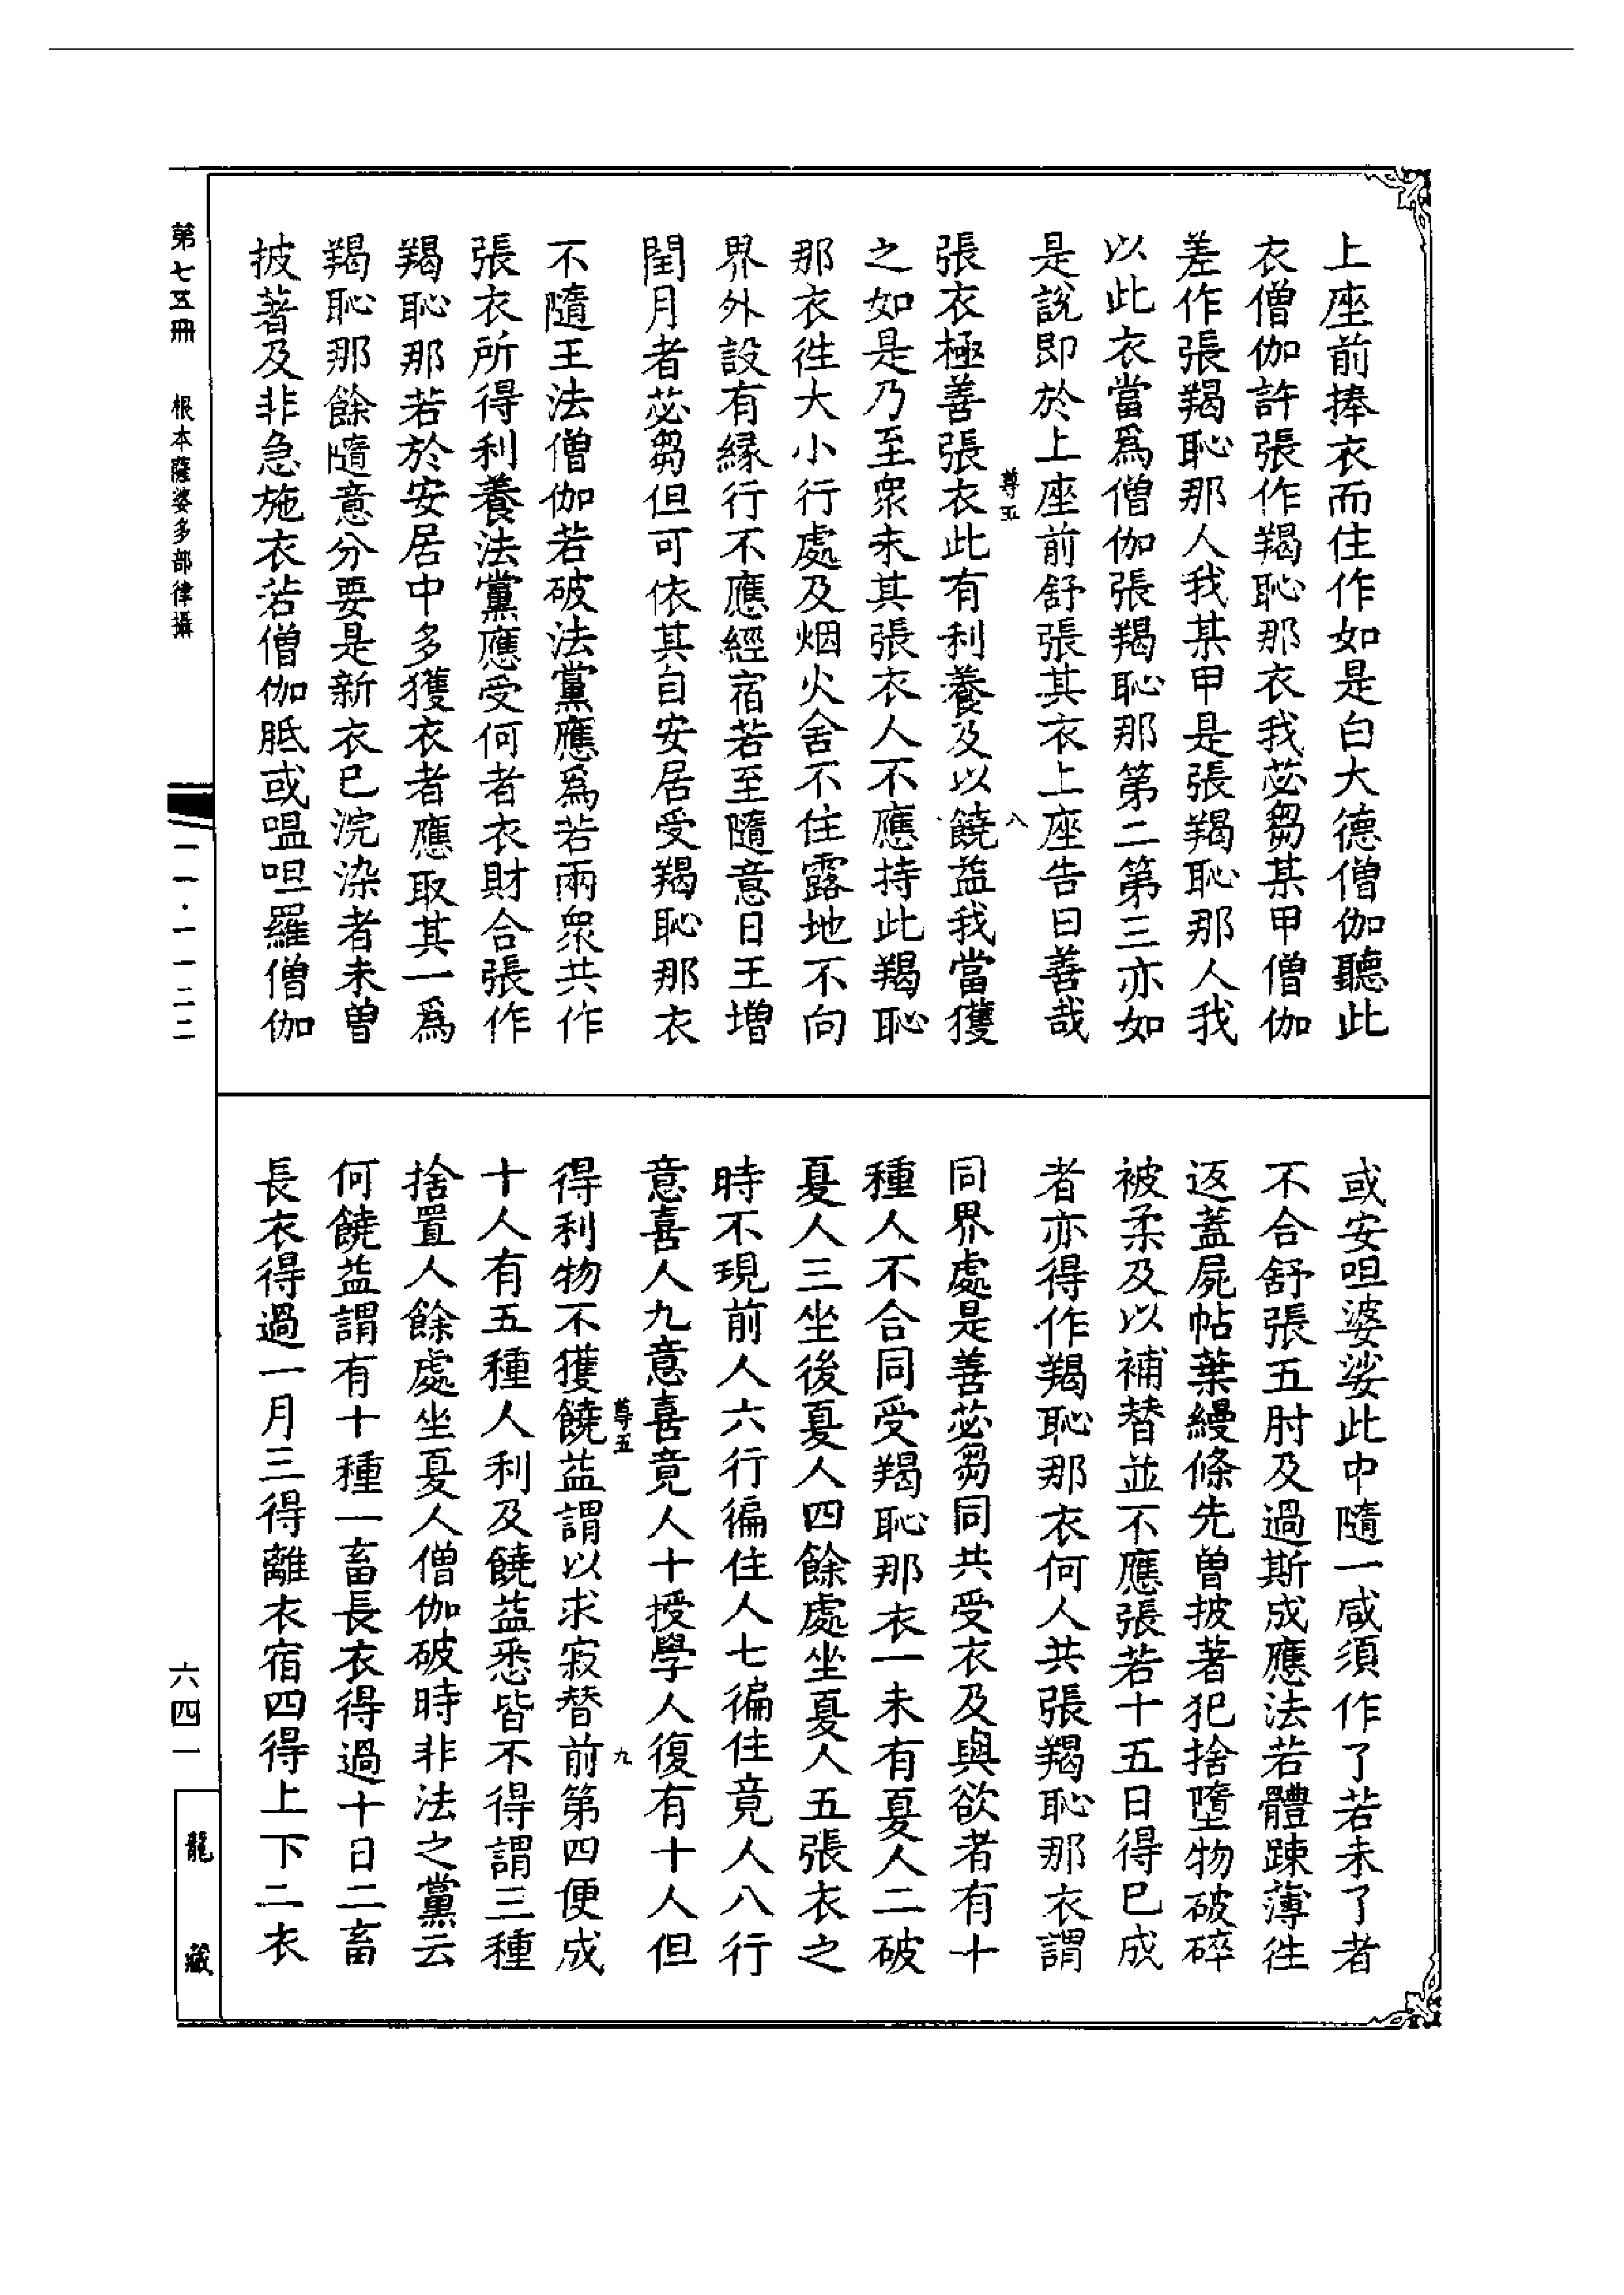 上座前捧衣而住作如是白大德僧伽聽此
衣僧伽許張作羯恥那衣我苾芻某甲僧伽
差作張羯恥那人我某甲是張羯恥那人我
以此衣當爲僧伽張羯恥那第二第三亦如
是說即於上座前舒張其衣上座告曰善哉
尊五
八
張衣極善張衣此有利養及以饒益我當獲
之如是乃至衆末其張衣人不應持此羯恥
那衣徃大小行處及烟火舍不住露地不向
界外設有緣行不應經宿若至隨意日王增
閏月者苾芻但可依其自安居受羯恥那衣
不隨王法僧伽若破法黨應爲若兩衆共作
張衣所得利養法黨應受何者衣財合張作
羯恥那若於安居中多獲衣者應取其一爲
羯恥那餘隨意分要是新衣已浣染者未曾
披著及非急施衣若僧伽胝或嗢呾羅僧伽
或安呾婆娑此中隨一咸須作了若未了者
不合舒張五肘及過斯成應法若體踈薄徃
返蓋屍帖葉縵條先曾披著犯捨墮物破碎
被柔及以補替並不應張若十五日得已成
者亦得作羯恥那衣何人共張羯恥那衣謂
同界處是善苾芻同共受衣及與欲者有十
種人不合同受羯恥那衣一未有夏人二破
夏人三坐後夏人四餘處坐夏人五張衣之
時不現前人六行徧住人七徧住竟人八行
意喜人九意喜竟人十授學人復有十人但
尊五
九
得利物不獲饒益謂以求寂替前第四便成
十人有五種人利及饒益悉皆不得謂三種
捨置人餘處坐夏人僧伽破時非法之黨云
何饒益謂有十種一畜長衣得過十日二畜
長衣得過一月三得離衣宿四得上下二衣
第七五冊
根本薩婆多部律攝
一一·一一二二
六四一
龍藏